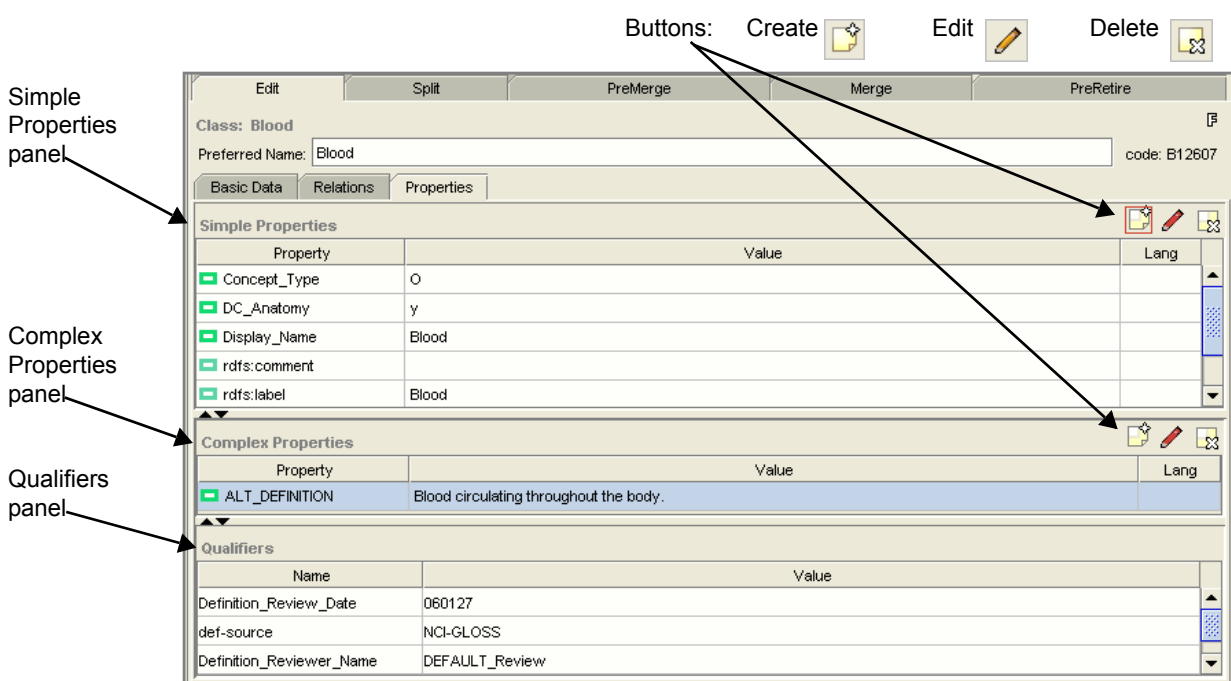 Buttons: Create Edit Delete
Simple
Properties
panel
Edit Split PreMerge Merge PreRetire
Class: Blood
Preferred Name: Blood code: B12607
Basic Data Relations Properties
Simple Properties
Property Value Lang
Concept_Type O
DC_Anatomy y
Display_Name Blood
rdfs:comment
rdfs:label Blood
Complex
Properties
panel
Complex Properties
Property Value Lang
ALT_DEFINITION Blood circulating throughout the body.
Qualifiers
panel
Qualifiers
Name Value
Definition_Review_Date 060127
def-source NCI-GLOSS
Definition_Reviewer_Name DEFAULT_Review